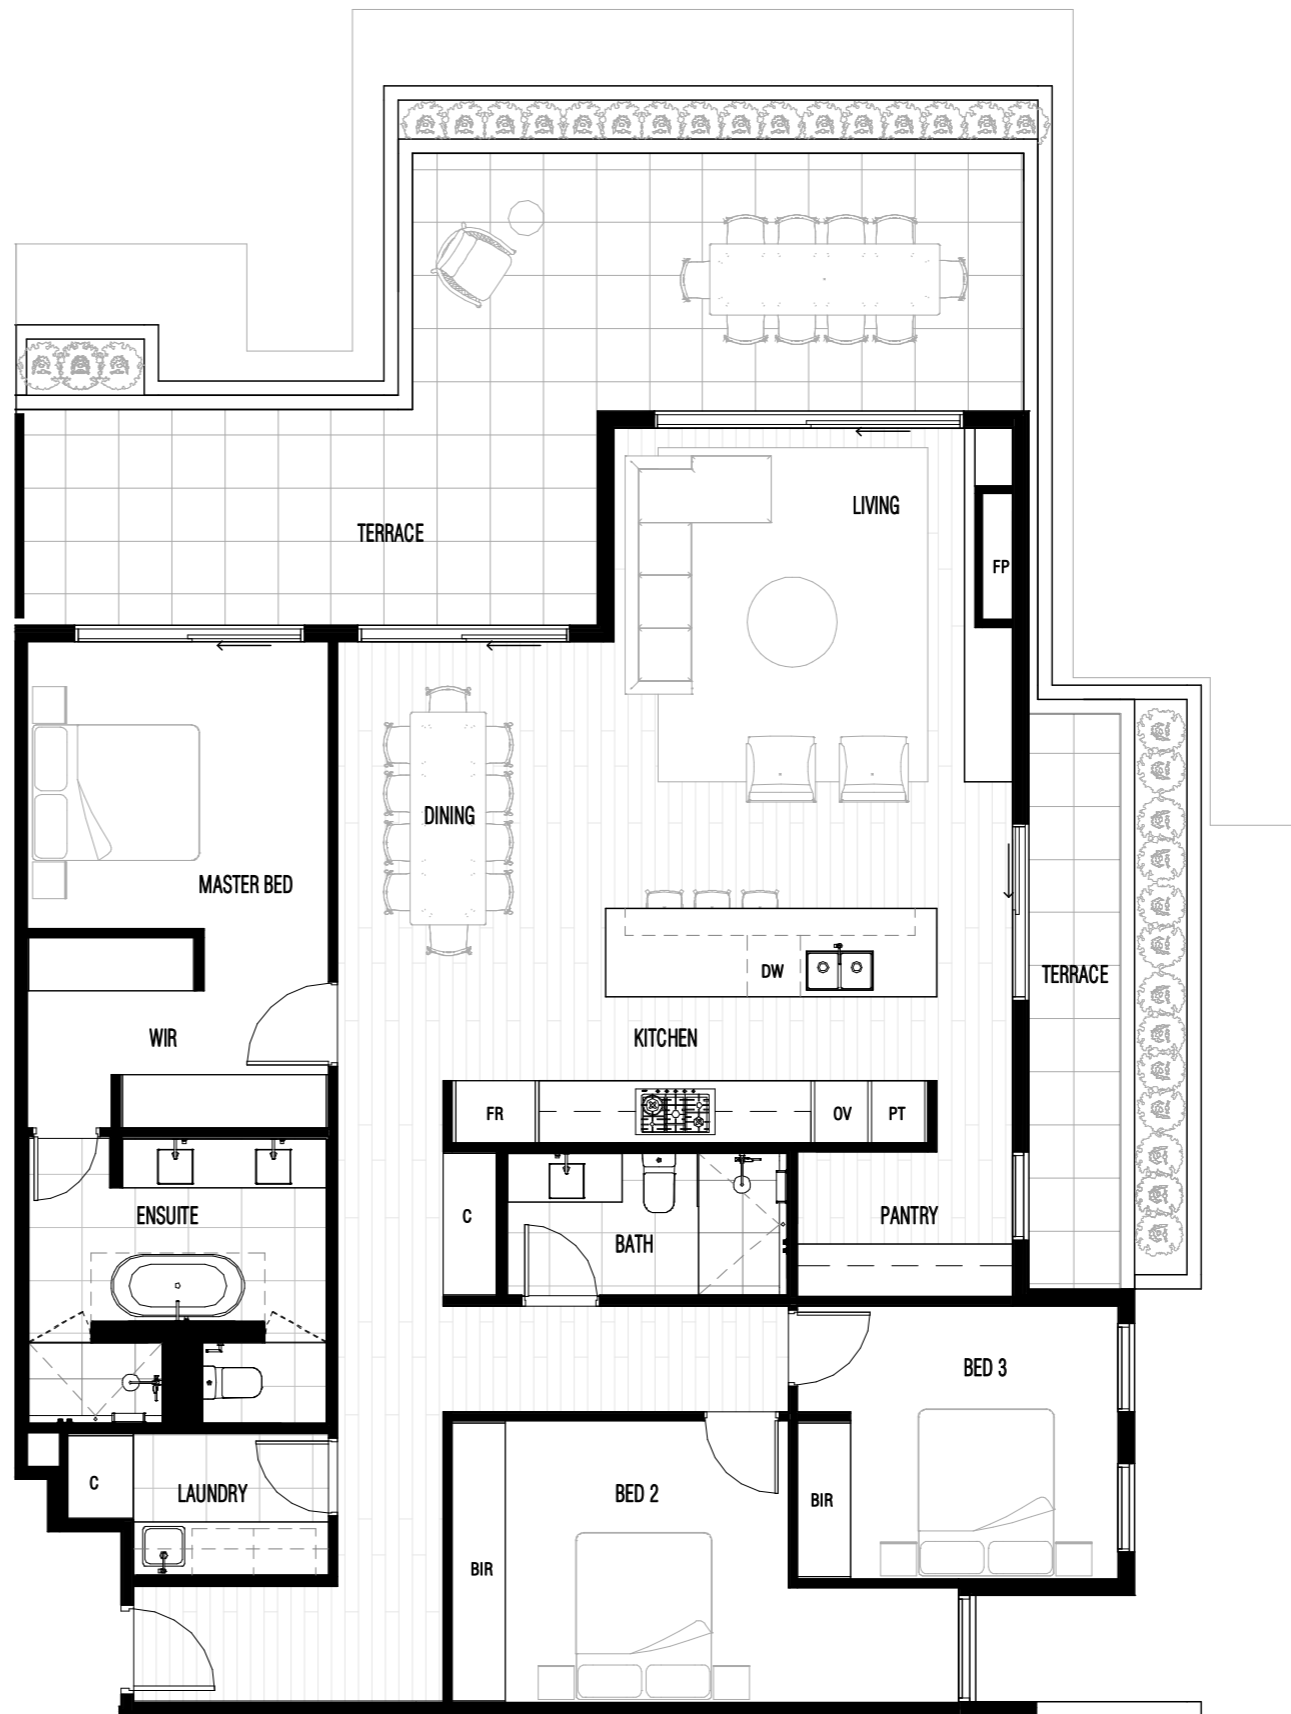 LIVING
TERRACE
FP
DINING
MASTER BED
DW
TERRACE
WIR
KITCHEN
FR
OV
PT
ENSUITE
C
BATH
PANTRY
BED 3
C
LAUNDRY
BED 2
BIR
BIR